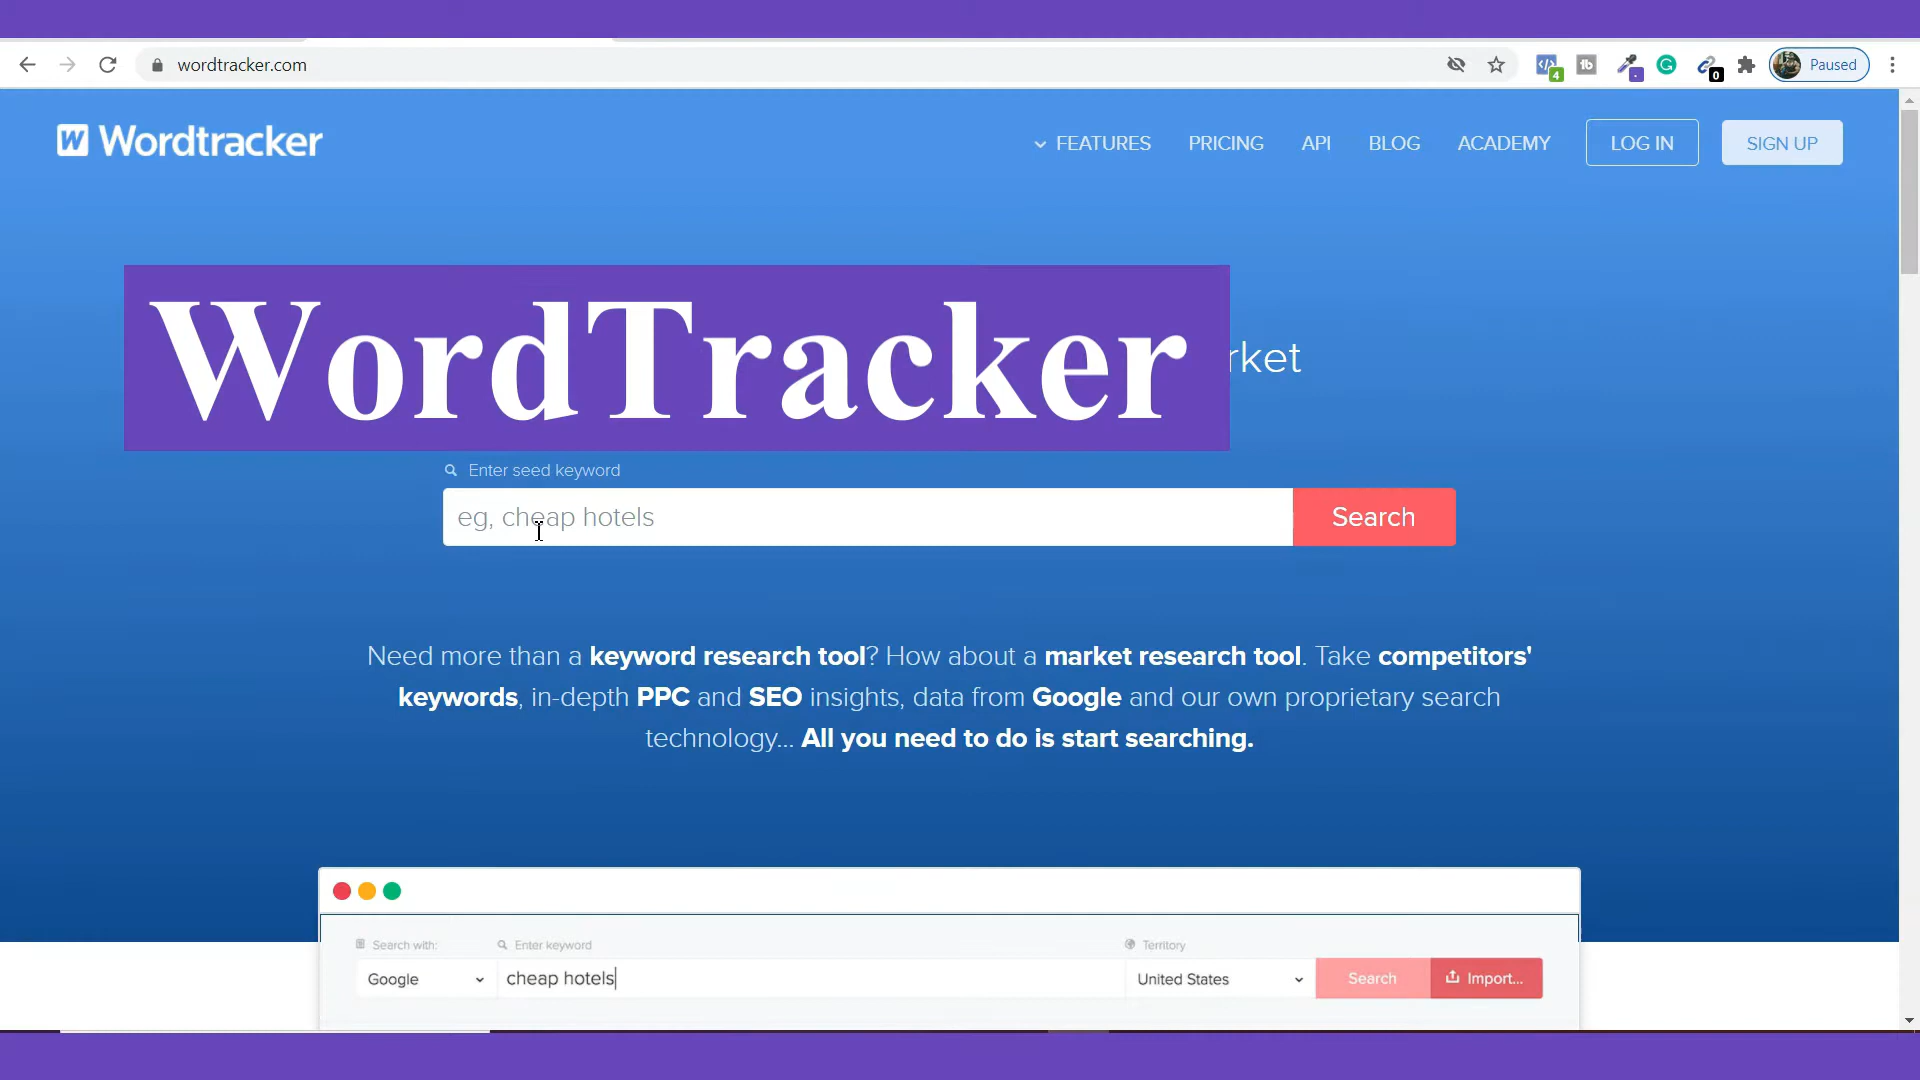 wordtracker.com
4
0
Paused
W Wordtracker
FEATURES PRICING API BLOG ACADEMY LOG IN SIGN UP
WordTracker
rket
Enter seed keyword
eg, cheap hotels
Search
Need more than a keyword research tool? How about a market research tool. Take competitors'
keywords, in-depth PPC and SEO insights, data from Google and our own proprietary search
technology... All you need to do is start searching.
Search with: Enter keyword Territory
Google cheap hotels United States Search Import...